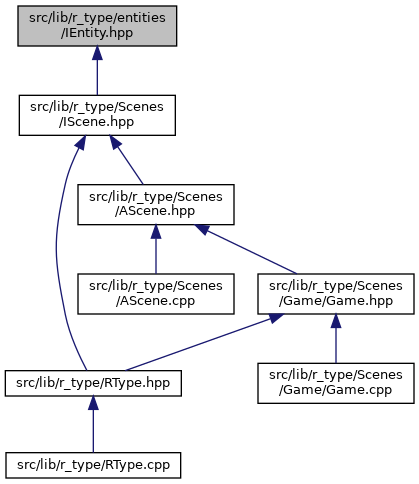 src/lib/r_type/entities
/IEntity.hpp
src/lib/r_type/Scenes
/IScene.hpp
src/lib/r_type/Scenes
/AScene.hpp
src/lib/r_type/Scenes
/AScene.cpp
src/lib/r_type/Scenes
/Game/Game.hpp
src/lib/r_type/RType.hpp
src/lib/r_type/Scenes
/Game/Game.cpp
src/lib/r_type/RType.cpp